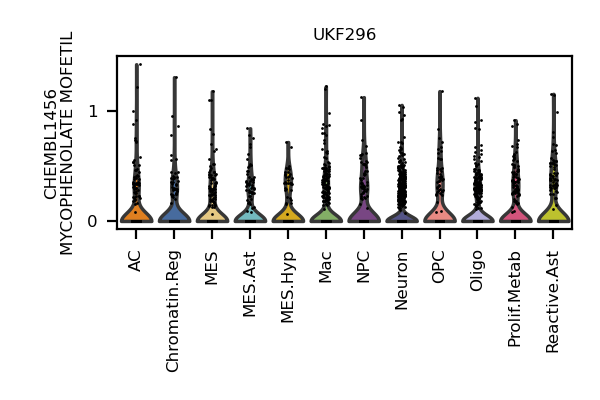 UKF296
CHEMBL1456
MYCOPHENOLATE MOFETIL
1
0
AC
Chromatin.Reg
MES
MES.Ast
MES.Hyp
Mac
NPC
Neuron
OPC
Oligo
Prolif.Metab
Reactive.Ast